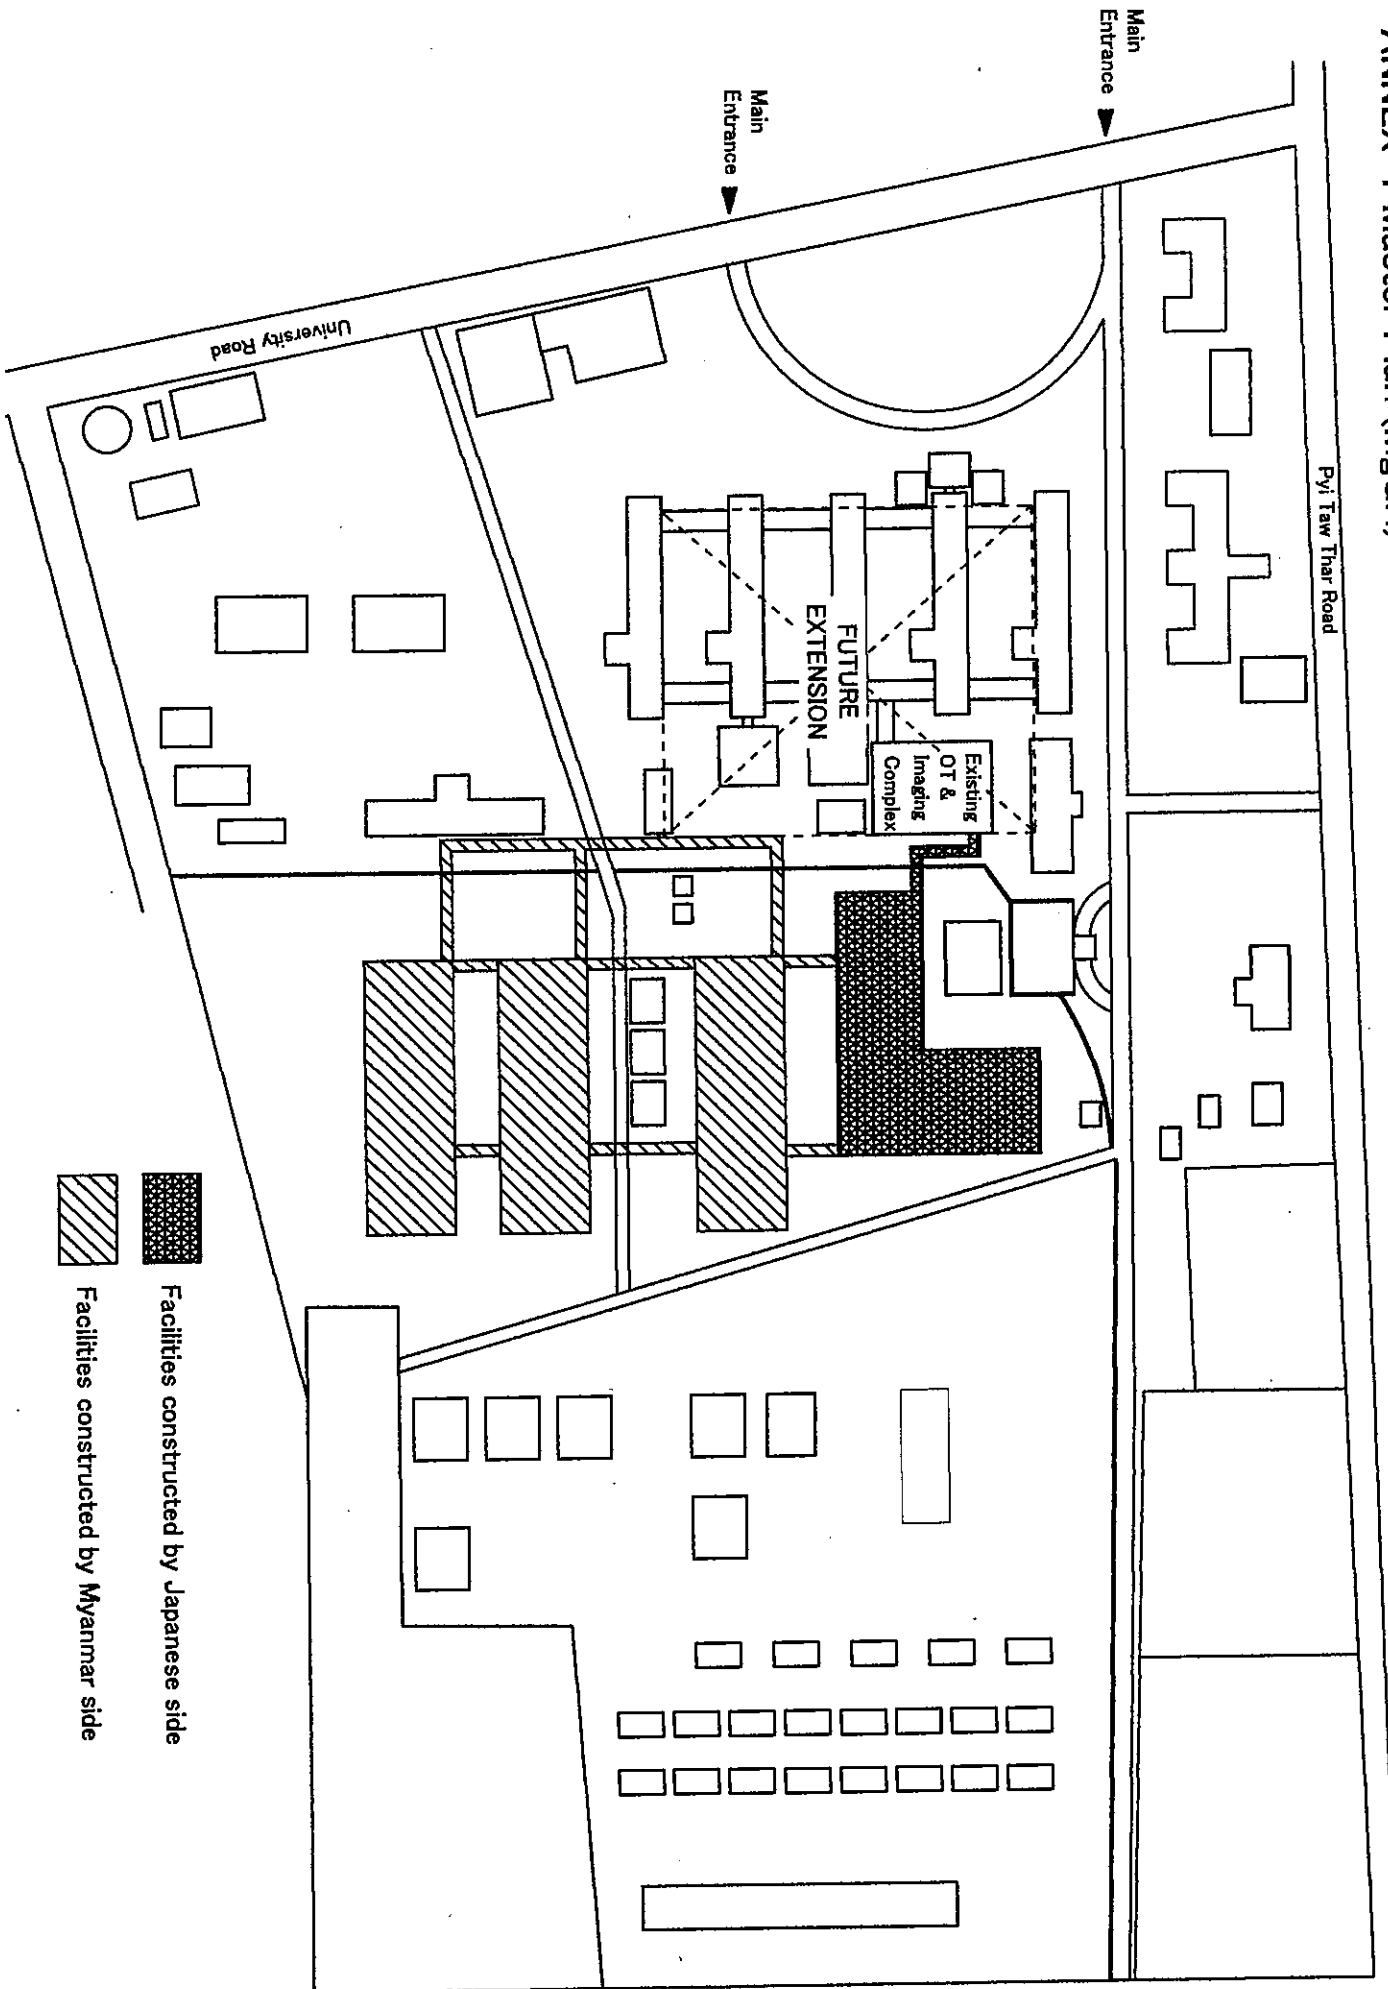 Main
Entrance
Main
Entrance
Pyi Taw Thar Road
University Road
FUTURE
EXTENSION
Existing
OT &
Imaging
Complex
Facilities constructed by Japanese side
Facilities constructed by Myanmar side